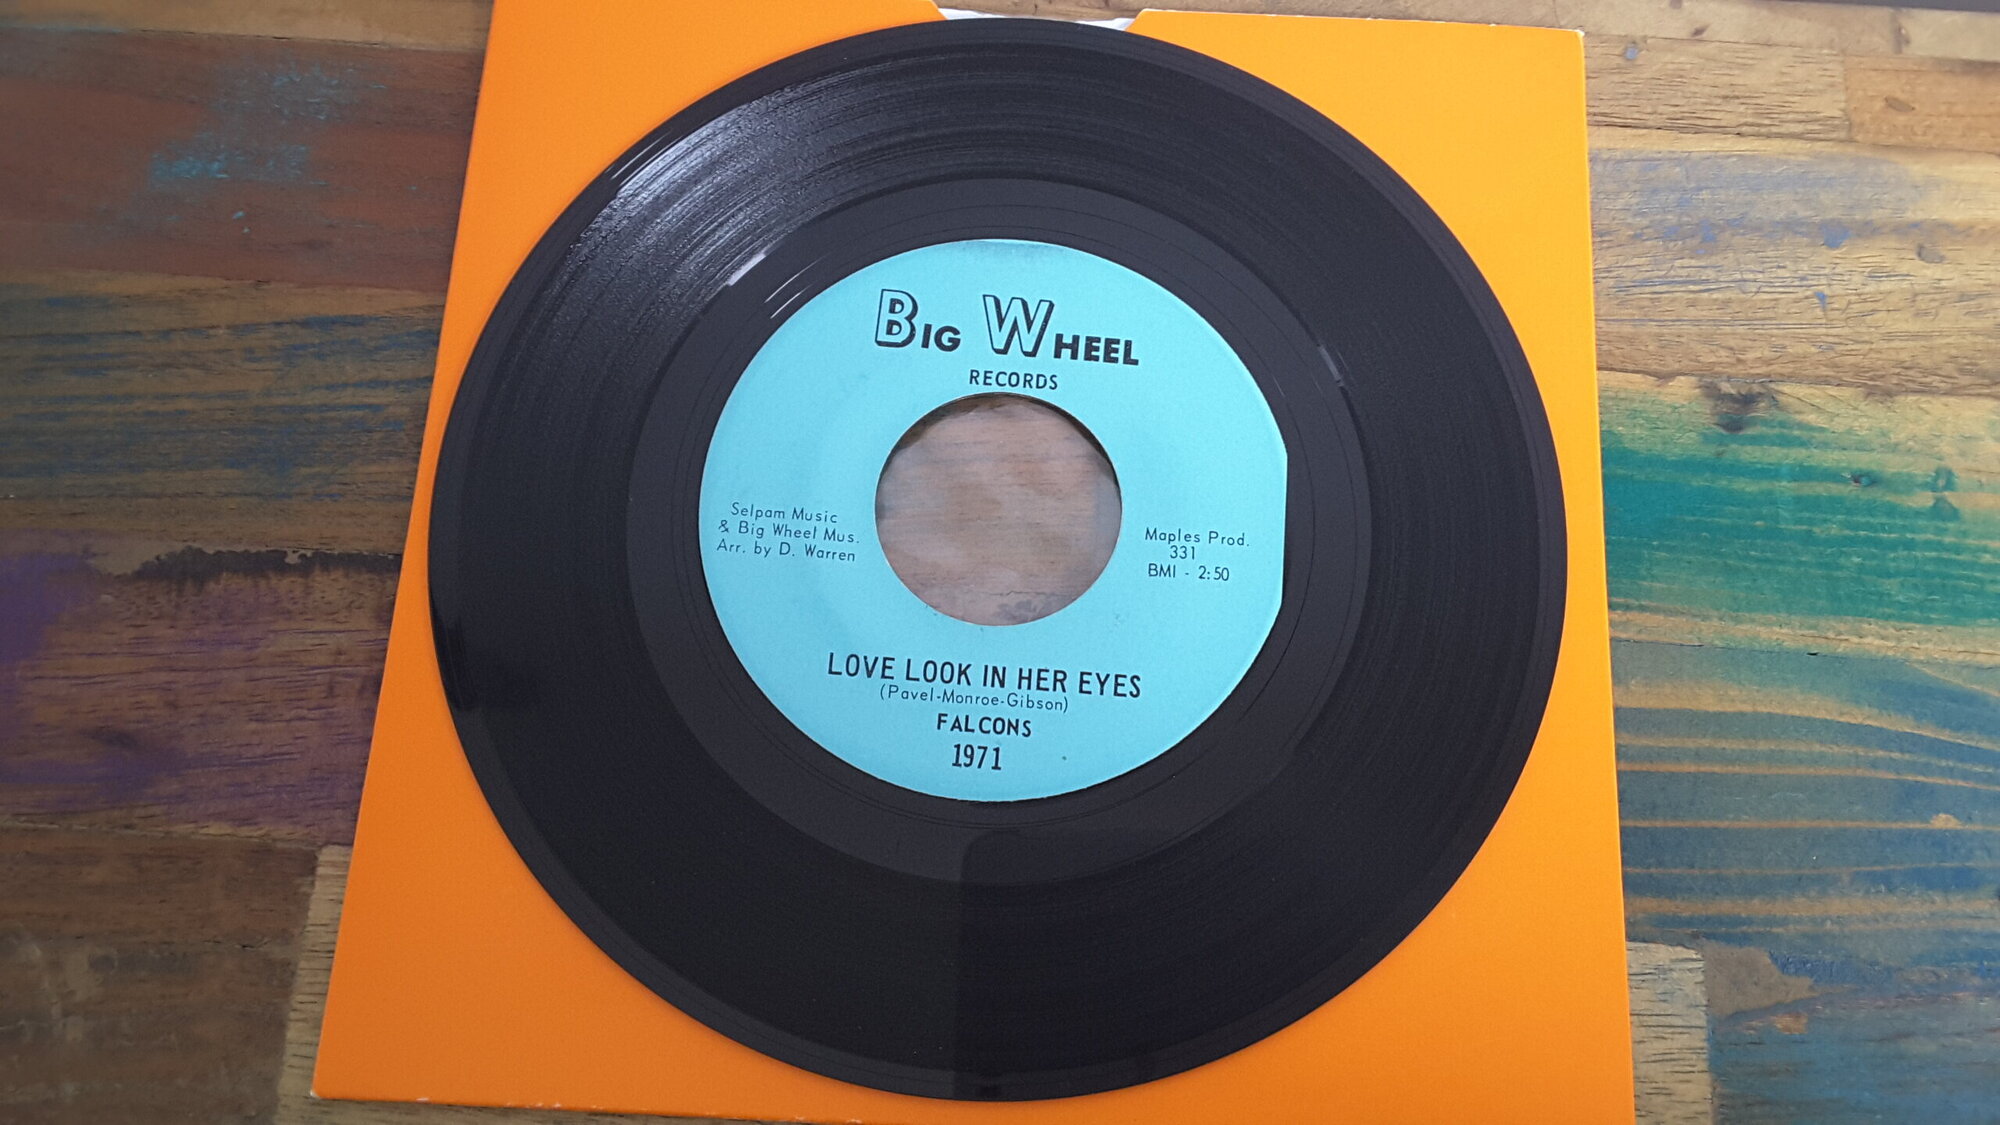 BIG WHEEL
RECORDS
Selpam Music
& Big Wheel Mus.
Arr. by D. Warren
Maples Prod.
331
BMI - 2:50
LOVE LOOK IN HER EYES
(Pavel-Monroe-Gibson)
FALCONS
1971